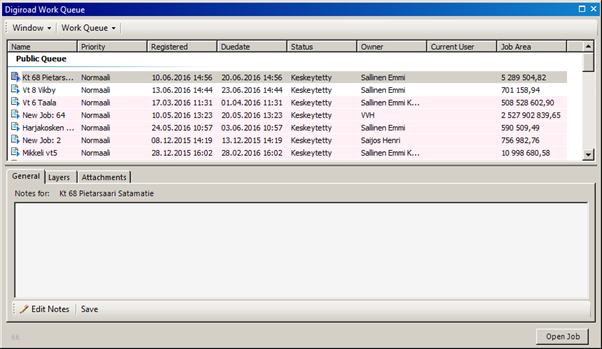 Digiroad Work Queue
Window Work Queue
Name Priority Registered Duedate Status Owner Current User Job Area
Public Queue
Kt 68 Pietars... Normaali 10.06.2016 14:56 20.06.2016 14:56 Keskeytetty Sallinen Emmi 5 289 504,82
Vt 8 Vikby Normaali 13.06.2016 14:44 23.06.2016 14:44 Keskeytetty Sallinen Emmi 701 158,94
Vt 6 Taala Normaali 17.03.2016 11:31 01.04.2016 11:31 Keskeytetty Sallinen Emmi K... 508 528 602,90
New Job: 64 Normaali 10.05.2016 13:23 20.05.2016 13:23 Keskeytetty VVH 2 527 902 839,65
Harjakosken ... Normaali 24.05.2016 10:57 03.06.2016 10:57 Keskeytetty Sallinen Emmi 590 509,49
New Job: 2 Normaali 08.12.2015 14:19 13.12.2015 14:19 Keskeytetty Saijos Henri 756 982,76
Mikkeli vt5 Normaali 28.12.2015 16:02 28.02.2016 16:02 Keskeytetty Sallinen Emmi K... 10 998 680,58
General Layers Attachments
Notes for: Kt 68 Pietarsaari Satamatie
Edit Notes Save
Open Job